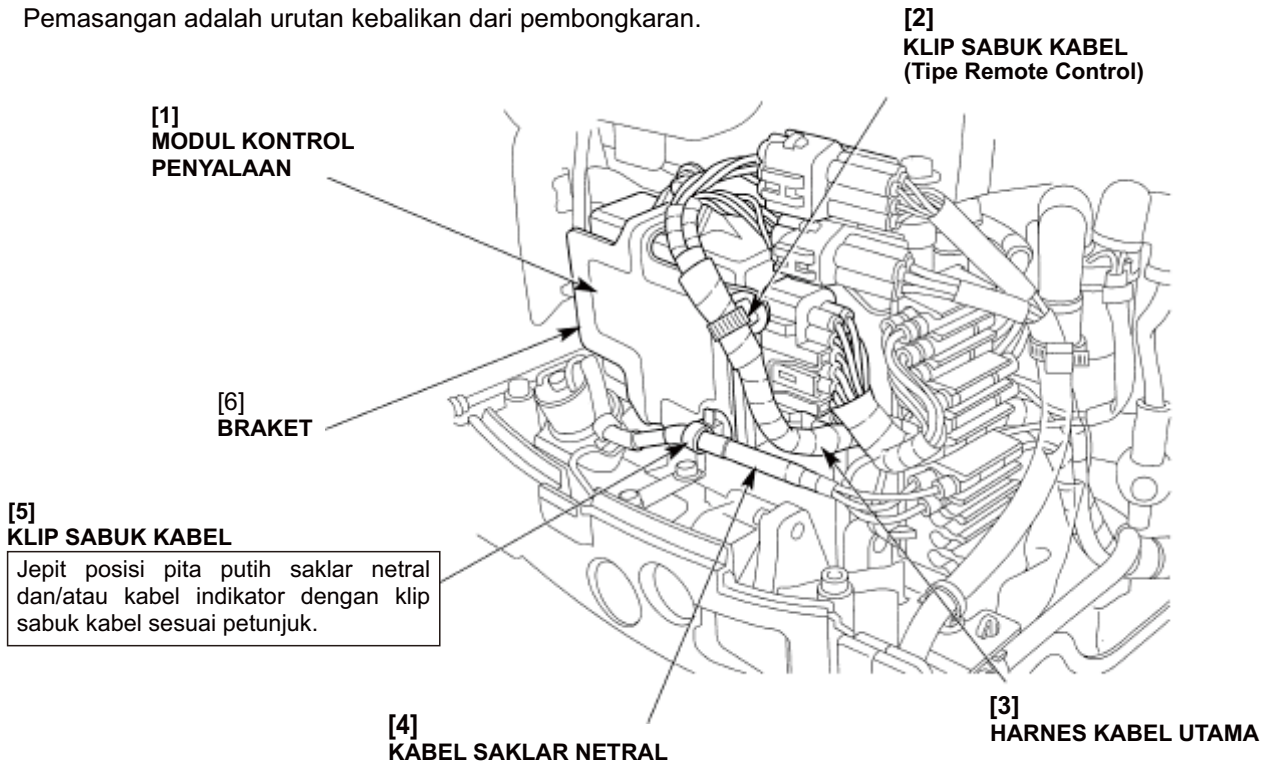 Pemasangan adalah urutan kebalikan dari pembongkaran.
[2]
KLIP SABUK KABEL
(Tipe Remote Control)
[1]
MODUL KONTROL
PENYALAAN
[6]
BRAKET
[5]
KLIP SABUK KABEL
Jepit posisi pita putih saklar netral
dan/atau kabel indikator dengan klip
sabuk kabel sesuai petunjuk.
[4]
KABEL SAKLAR NETRAL
[3]
HARNES KABEL UTAMA